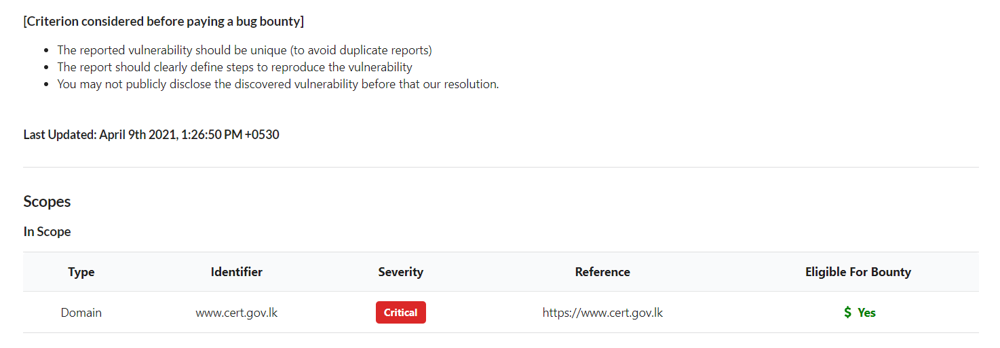 [Criterion considered before paying a bug bounty]
• The reported vulnerability should be unique (to avoid duplicate reports)
• The report should clearly define steps to reproduce the vulnerability
• You may not publicly disclose the discovered vulnerability before that our resolution.
Last Updated: April 9th 2021, 1:26:50 PM +0530
Scopes
In Scope
Type Identifier Severity Reference Eligible For Bounty
Domain www.cert.gov.lk Critical https://www.cert.gov.lk $ Yes